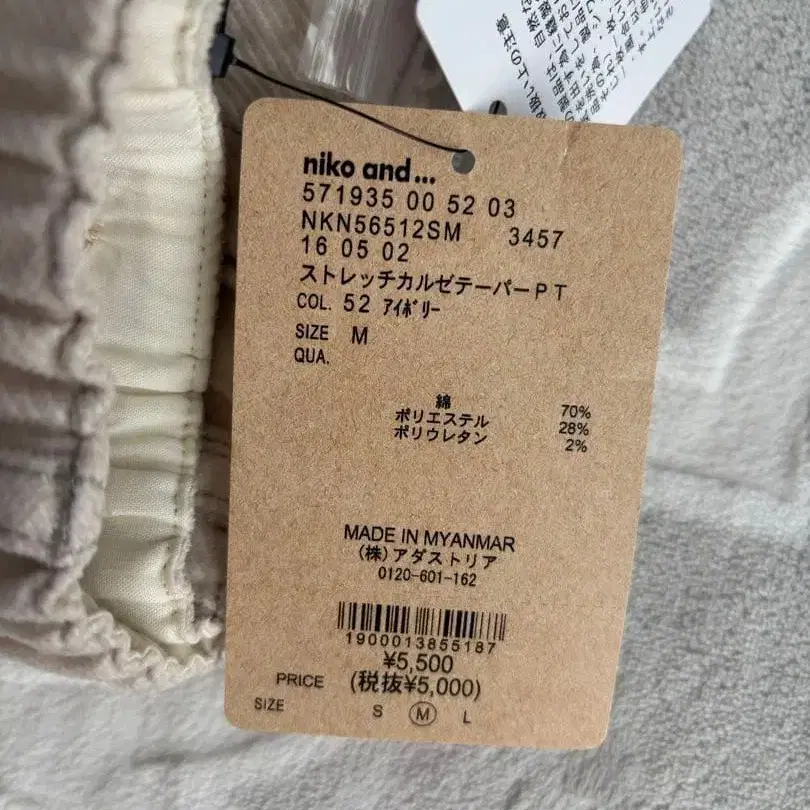 niko and...
571935 00 52 03
NKN56512SM 3457
16 05 02
ストレッチカルゼテーパーPT
COL. 52 ｱｲﾎﾞﾘｰ
SIZE M
QUA.
綿 70%
ポリエステル 28%
ポリウレタン 2%
MADE IN MYANMAR
(株)アダストリア
0120-601-162
1900013855187
¥5,500
PRICE (税抜¥5,000)
SIZE S M L